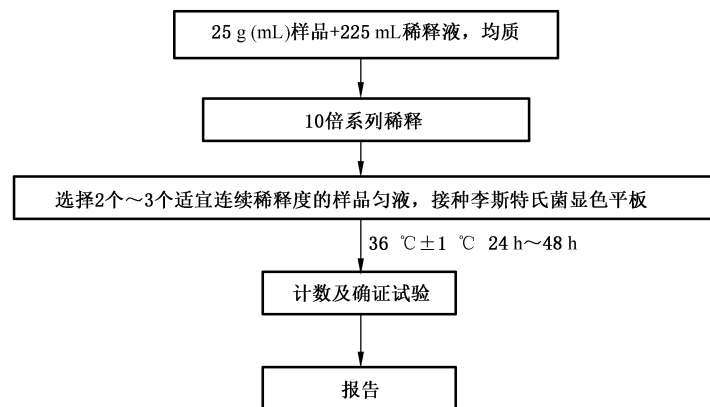 25 g (mL)样品+225 mL稀释液，均质
10倍系列稀释
选择2个～3个适宜连续稀释度的样品匀液，接种李斯特氏菌显色平板
36 ℃±1 ℃ 24 h～48 h
计数及确证试验
报告